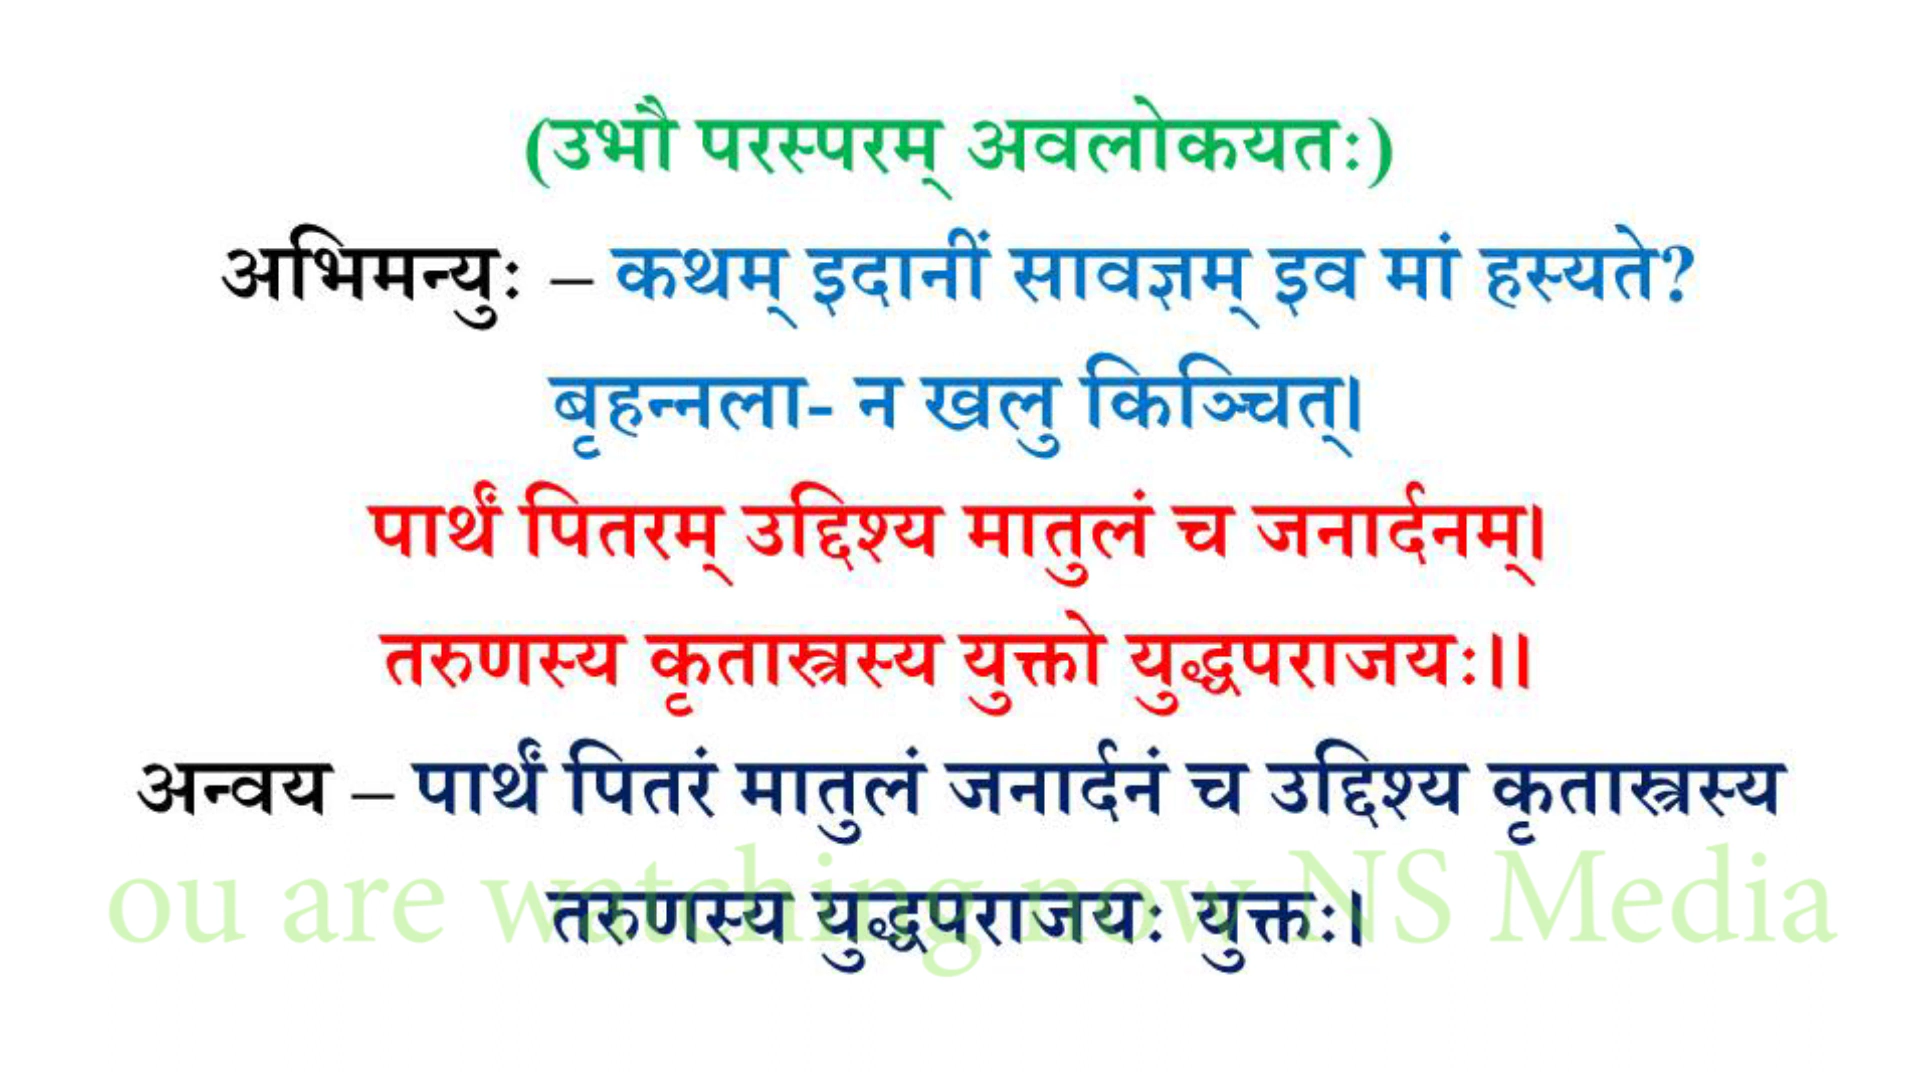 (उभौ परस्परम् अवलोकयतः)
अभिमन्युः – कथम् इदानीं सावज्ञम् इव मां हस्यते?
बृहन्नला- न खलु किञ्चित्।
पार्थं पितरम् उद्दिश्य मातुलं च जनार्दनम्।
तरुणस्य कृतास्त्रस्य युक्तो युद्धपराजयः।।
अन्वय – पार्थं पितरं मातुलं जनार्दनं च उद्दिश्य कृतास्त्रस्य
तरुणस्य युद्धपराजयः युक्तः।
ou are watching now NS Media